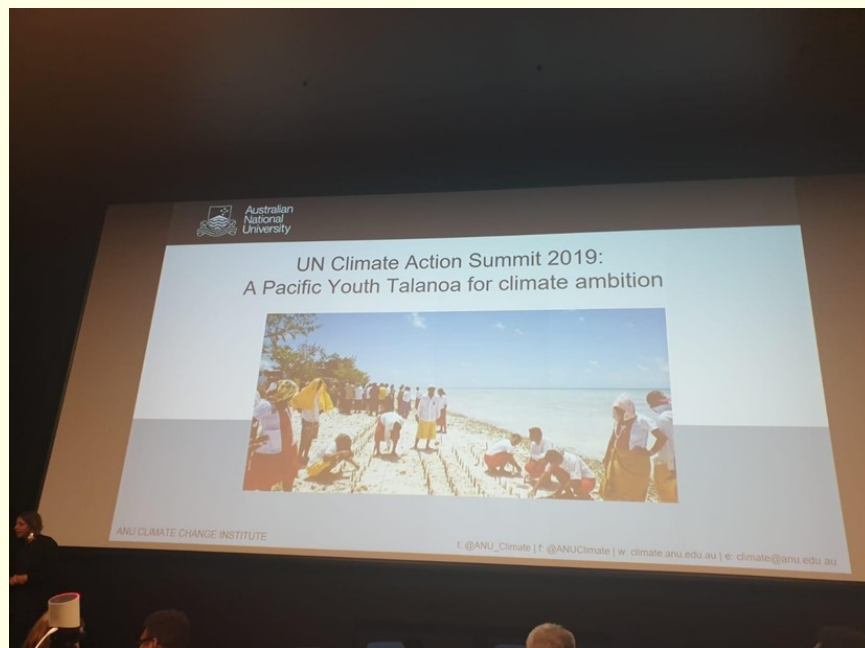 Australian
National
University
UN Climate Action Summit 2019:
A Pacific Youth Talanoa for climate ambition
ANU CLIMATE CHANGE INSTITUTE
t: @ANU_Climate | f: @ANUClimate | w: climate.anu.edu.au | e: climate@anu.edu.au